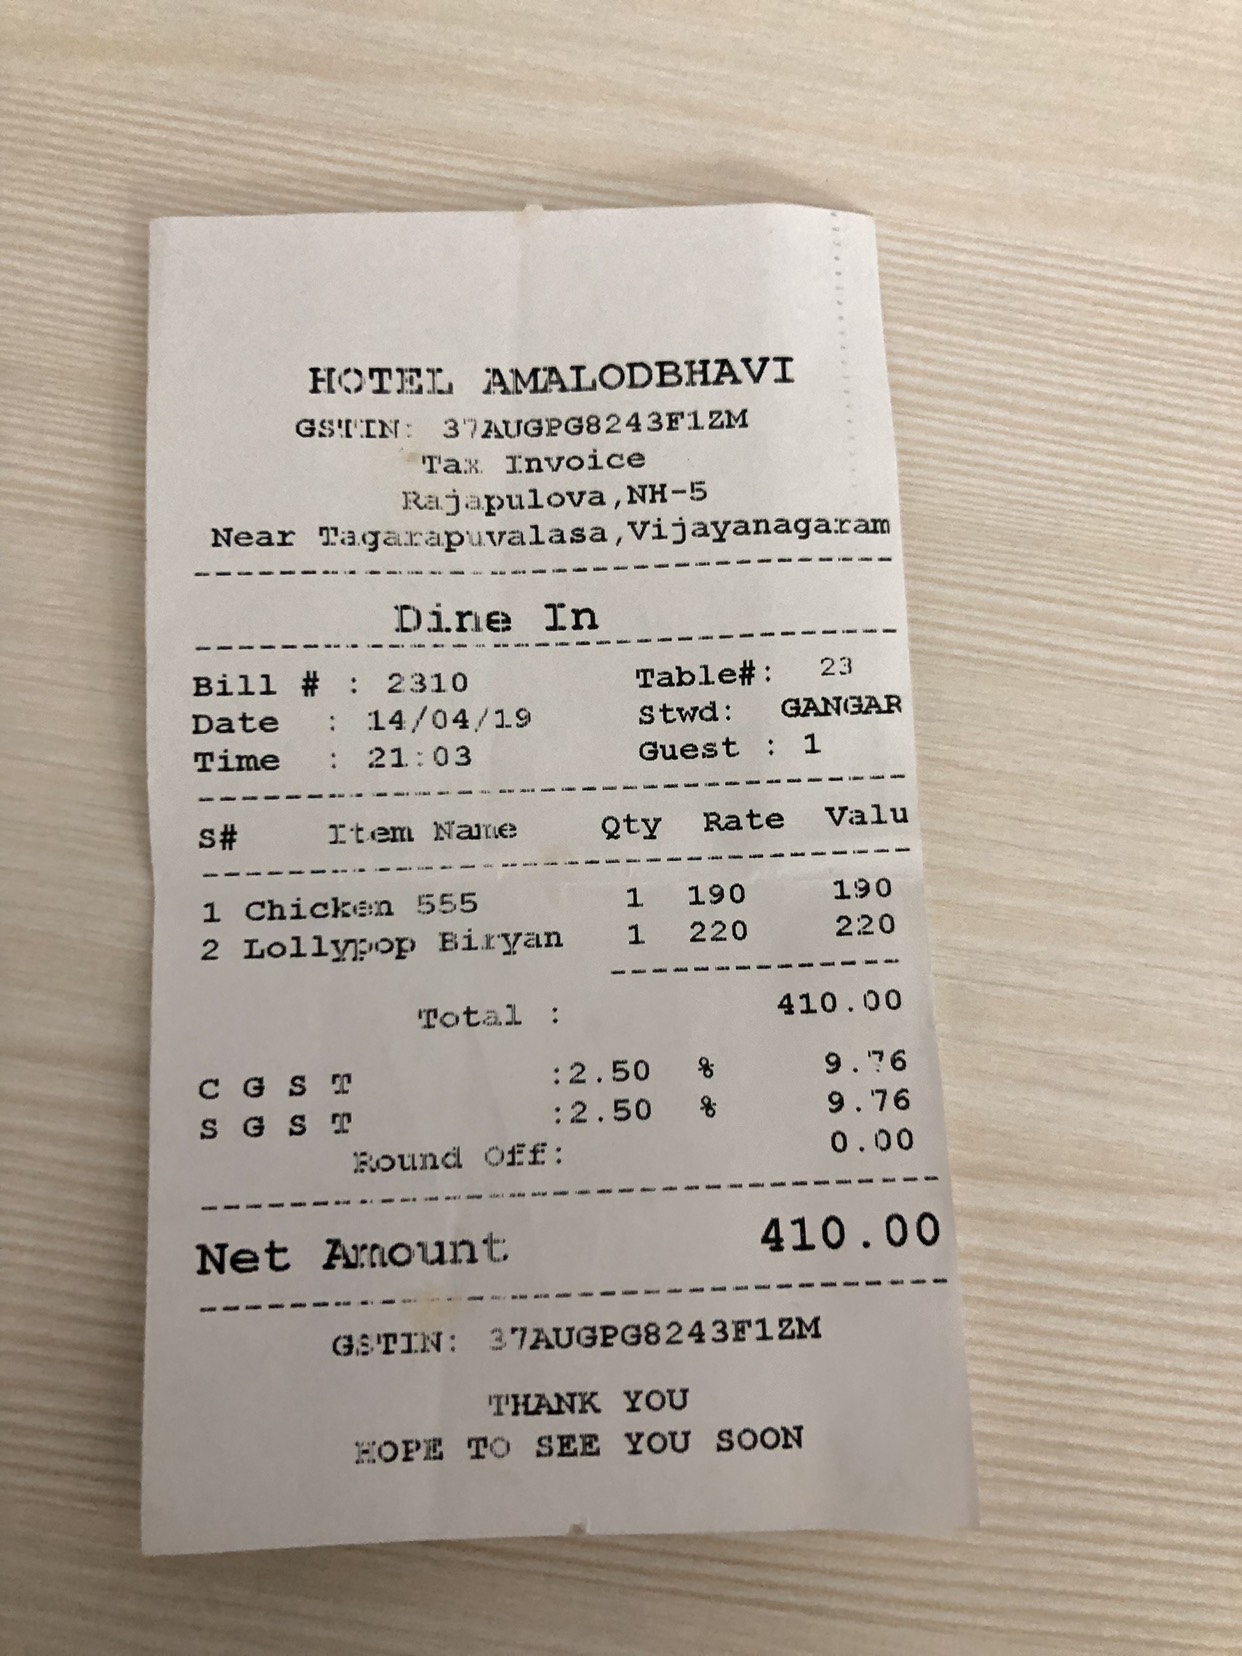 HOTEL AMALODBHAVI
GSTIN: 37AUGPG8243F1ZM
Tax Invoice
Rajapulova,NH-5
Near Tagarapuvalasa,Vijayanagaram
Dine In
Bill # : 2310 Table#: 23
Date : 14/04/19 Stwd: GANGAR
Time : 21:03 Guest : 1
S# Item Name Qty Rate Valu
1 Chicken 555 1 190 190
2 Lollypop Biryan 1 220 220
Total : 410.00
C G S T :2.50 % 9.76
S G S T :2.50 % 9.76
Round Off: 0.00
Net Amount 410.00
GSTIN: 37AUGPG8243F1ZM
THANK YOU
HOPE TO SEE YOU SOON